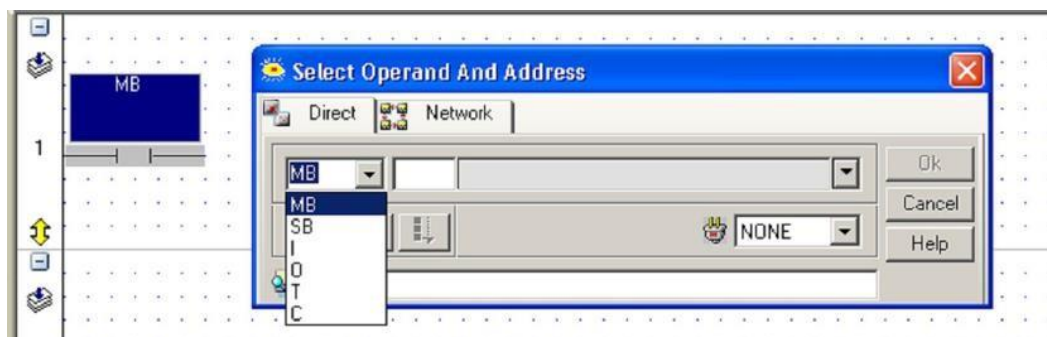 MB
1
Select Operand And Address
Direct Network
MB
Ok
MB
SB
I
O
T
C
Cancel
NONE
Help